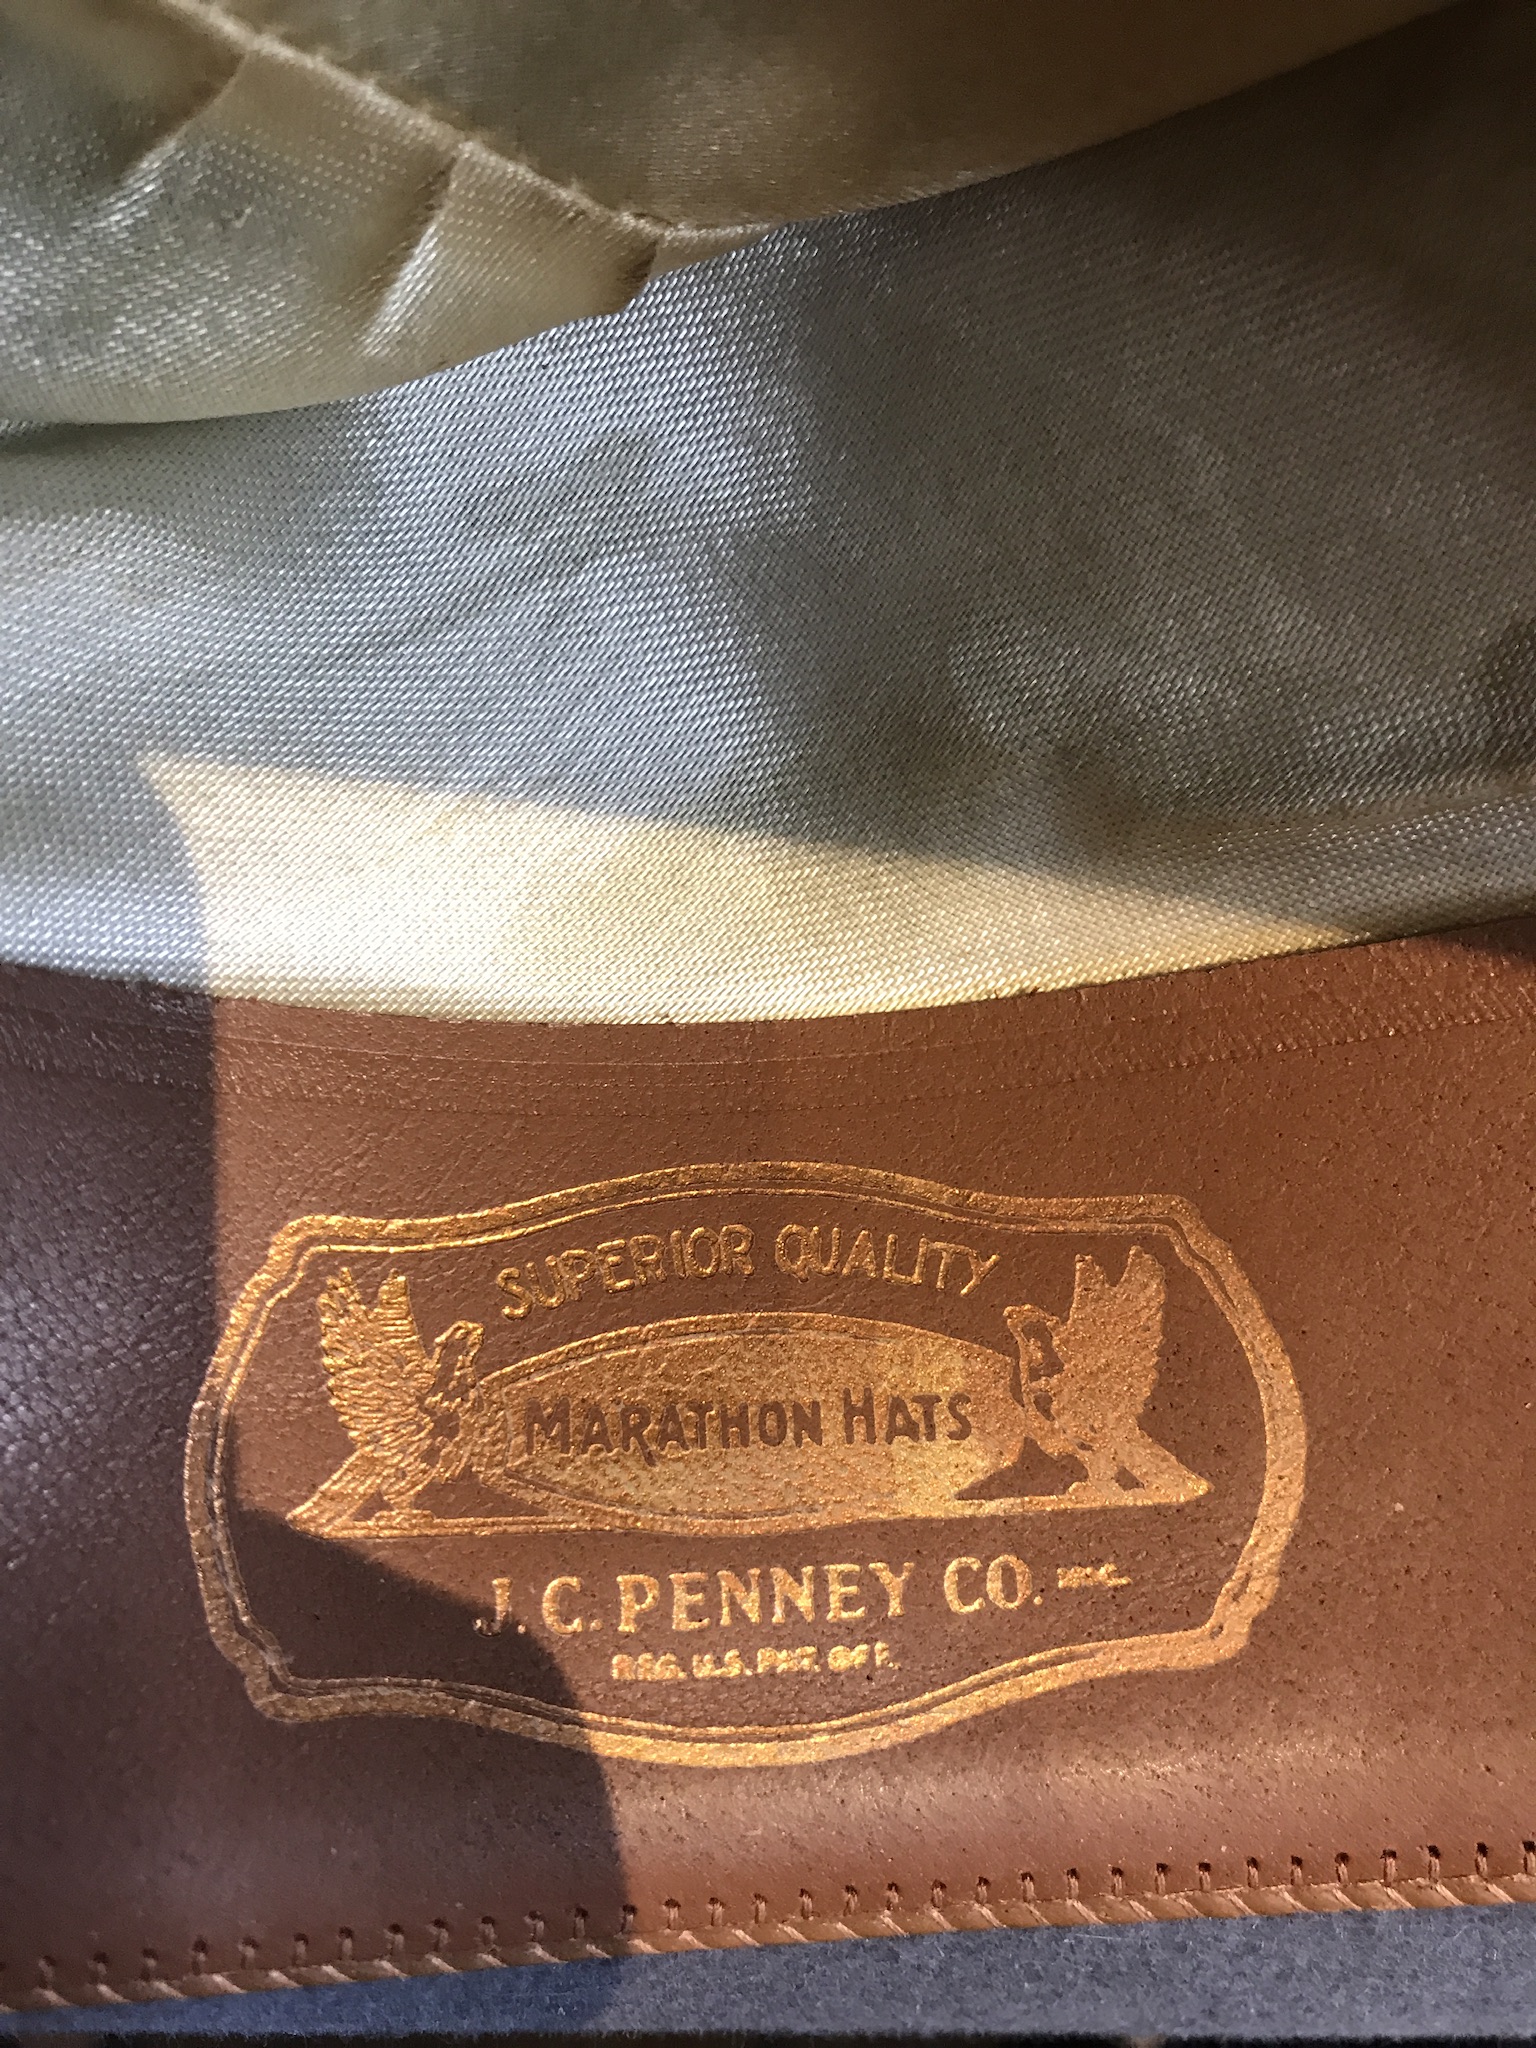 SUPERIOR QUALITY
MARATHON HATS
J.C. PENNEY CO. INC.
REG. U.S. PAT. OFF.